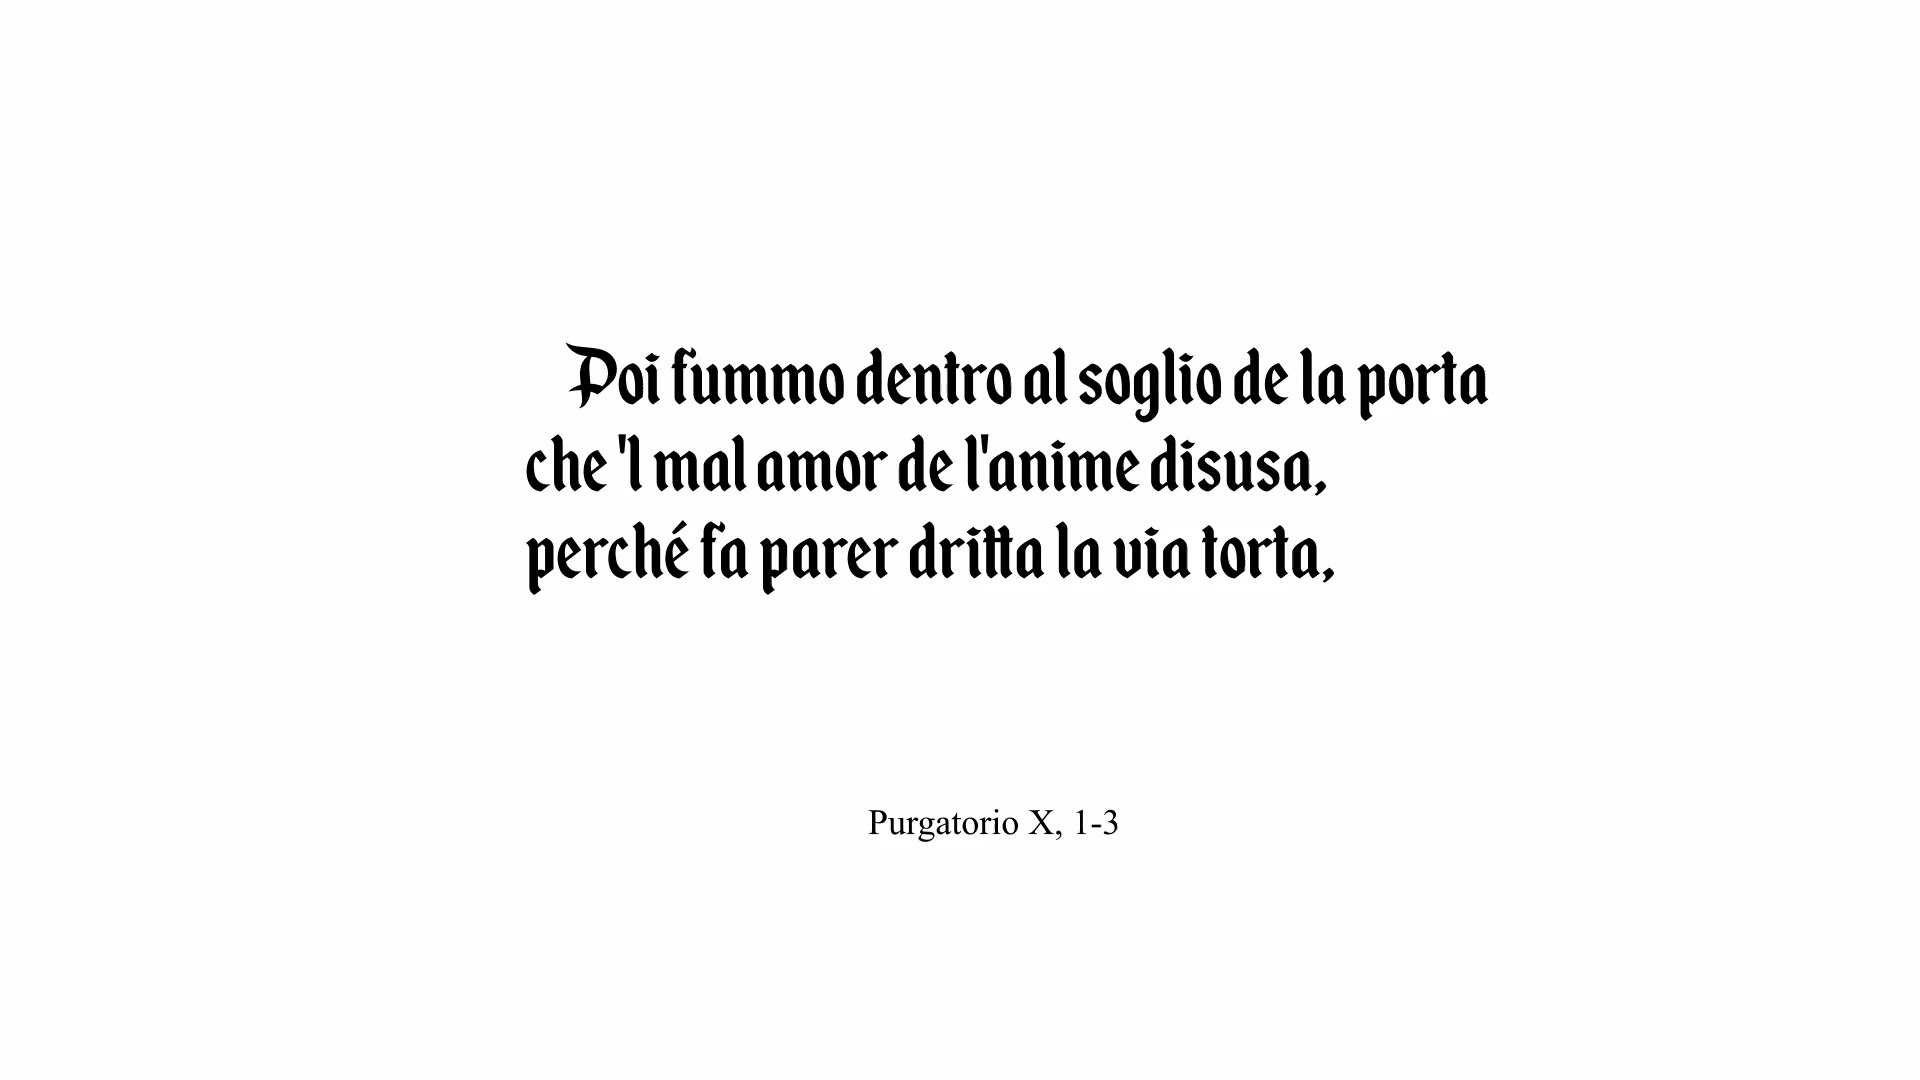 Poi fummo dentro al soglio de la porta
che 'l mal amor de l'anime disusa,
perché fa parer dritta la via torta,
Purgatorio X, 1-3